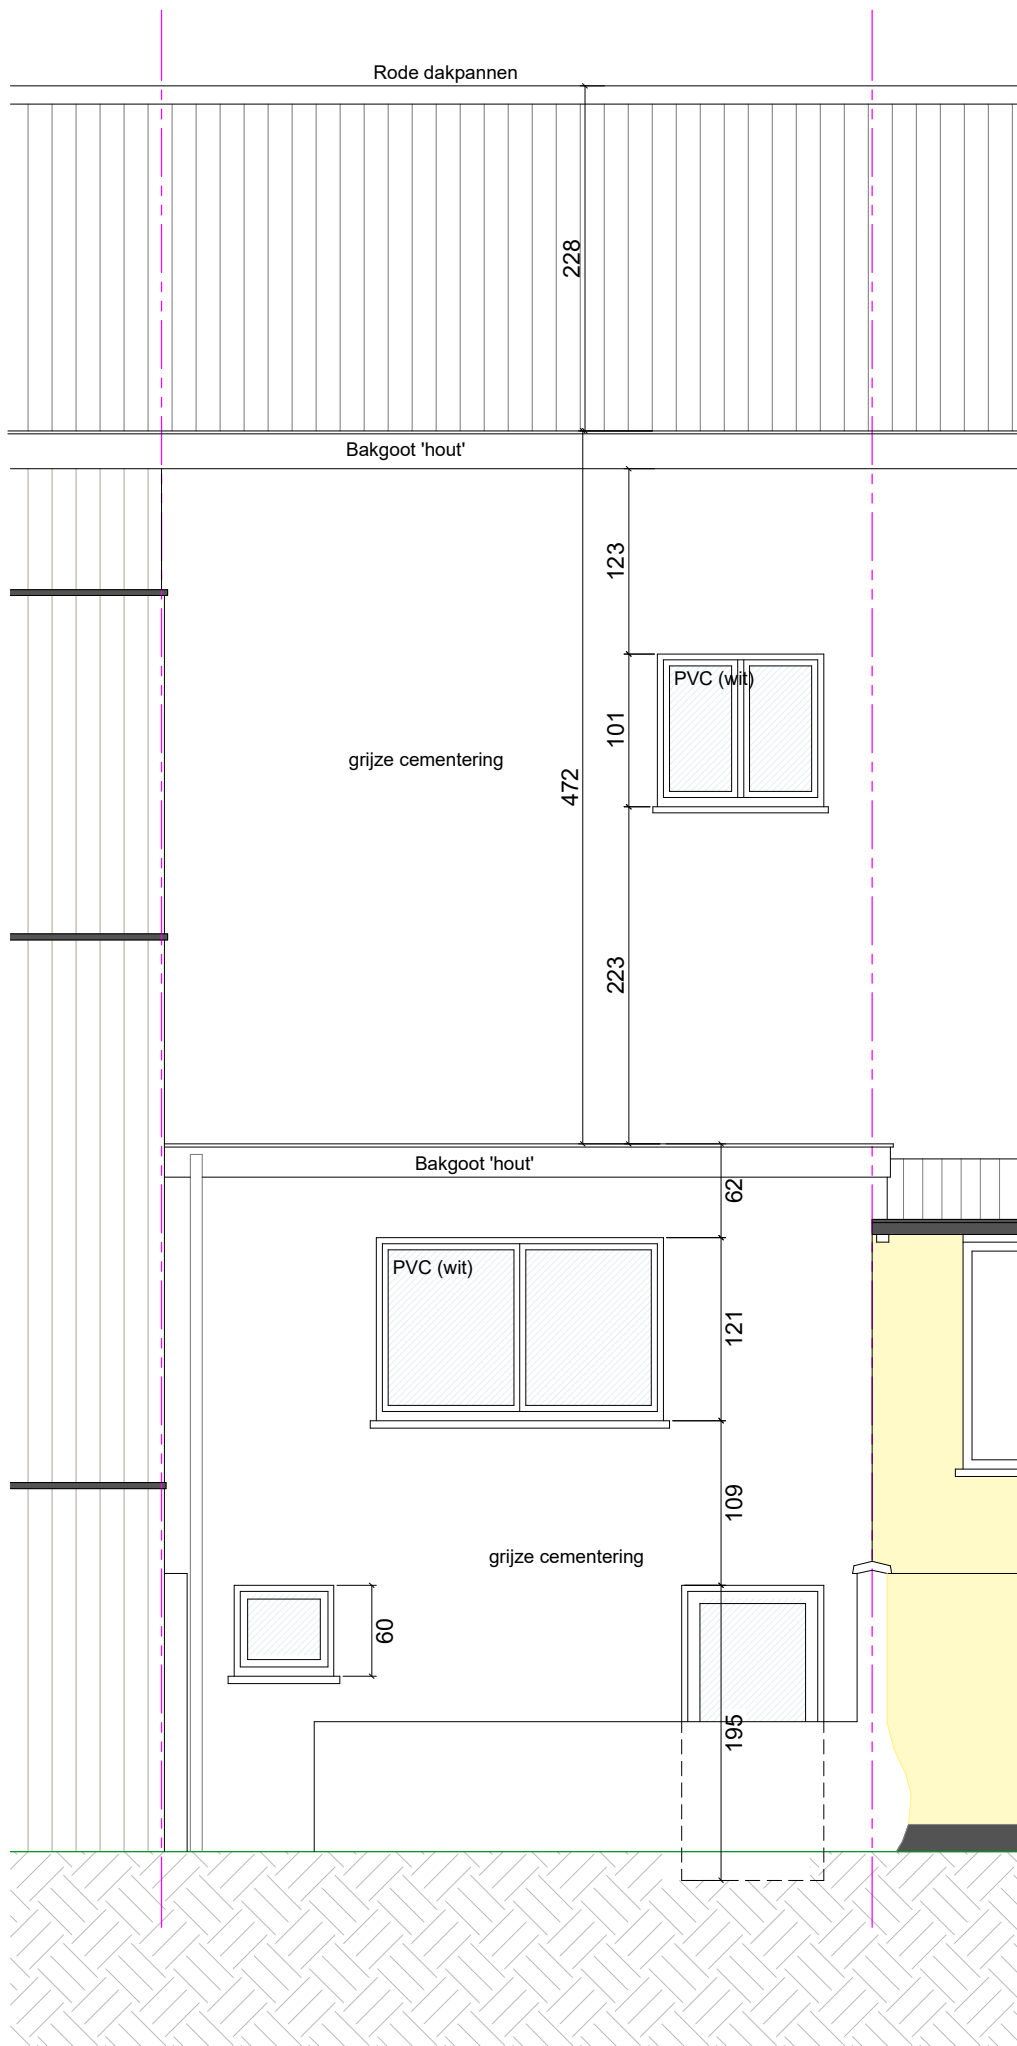 Rode dakpannen
228
Bakgoot 'hout'
123
PVC (wit)
101
grijze cementering
472
223
Bakgoot 'hout'
62
PVC (wit)
121
109
grijze cementering
60
195